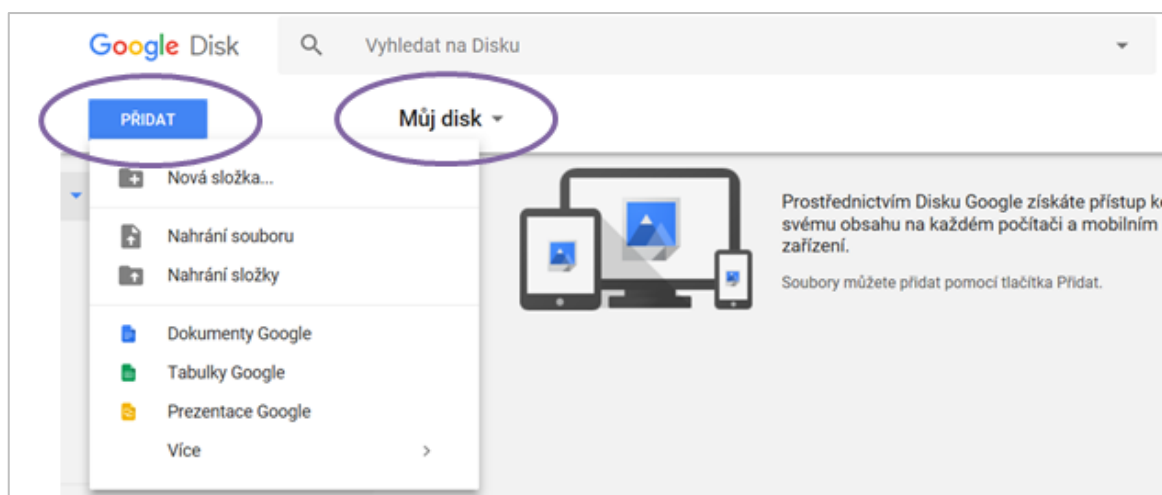 Google Disk
Vyhledat na Disku
PŘIDAT
Můj disk
Nová složka...
Nahrání souboru
Nahrání složky
Dokumenty Google
Tabulky Google
Prezentace Google
Více
Prostřednictvím Disku Google získáte přístup ke
svému obsahu na každém počítači a mobilním
zařízení.
Soubory můžete přidat pomocí tlačítka Přidat.